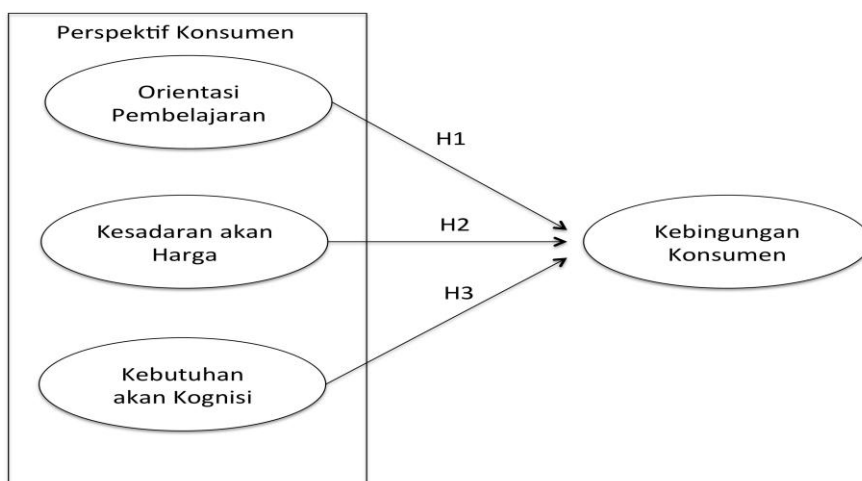 Perspektif Konsumen
Orientasi
Pembelajaran
H1
Kesadaran akan
Harga
H2
Kebingungan
Konsumen
H3
Kebutuhan
akan Kognisi